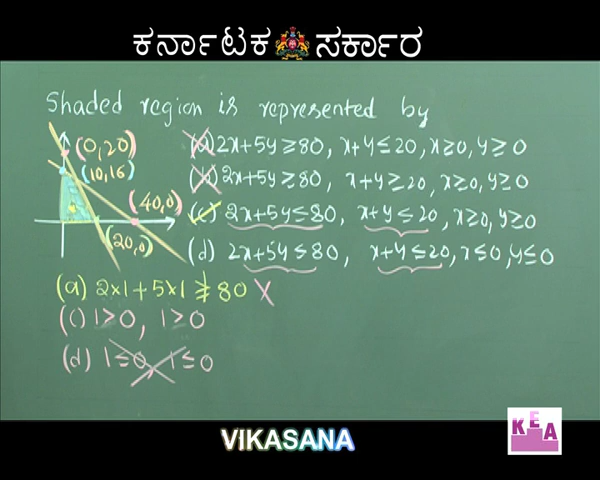 ಕರ್ನಾಟಕ ಸರ್ಕಾರ
Shaded region is represented by
(0,20)
(10,16)
(40,0)
(20,0)
(a) 2x+5y≥80, x+y≤20, x≥0, y≥0
(b) 2x+5y≥80, x+y≥20, x≥0, y≥0
(c) 2x+5y≤80, x+y≤20, x≥0, y≥0
(d) 2x+5y≤80, x+y≤20, x≤0, y≤0
(a) 2×1+5×1≱80 X
(c) 1>0, 1>0
(d) 1≤0, 1≤0
VIKASANA
KEA